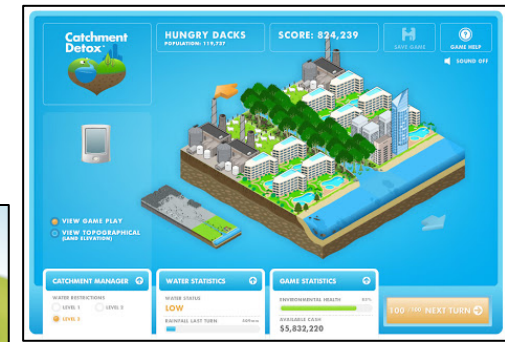 Catchment
Detox
HUNGRY DACKS
POPULATION: 119,727
SCORE: 824,239
SAVE GAME
GAME HELP
SOUND OFF
VIEW GAME PLAY
VIEW TOPOGRAPHICAL
(LAND ELEVATION)
CATCHMENT MANAGER
WATER RESTRICTIONS
LEVEL 1
LEVEL 2
WATER STATISTICS
WATER STATUS
LOW
RAINFALL LAST TURN
GAME STATISTICS
ENVIRONMENTAL HEALTH
AVAILABLE CASH
$5,832,220
NEXT TURN